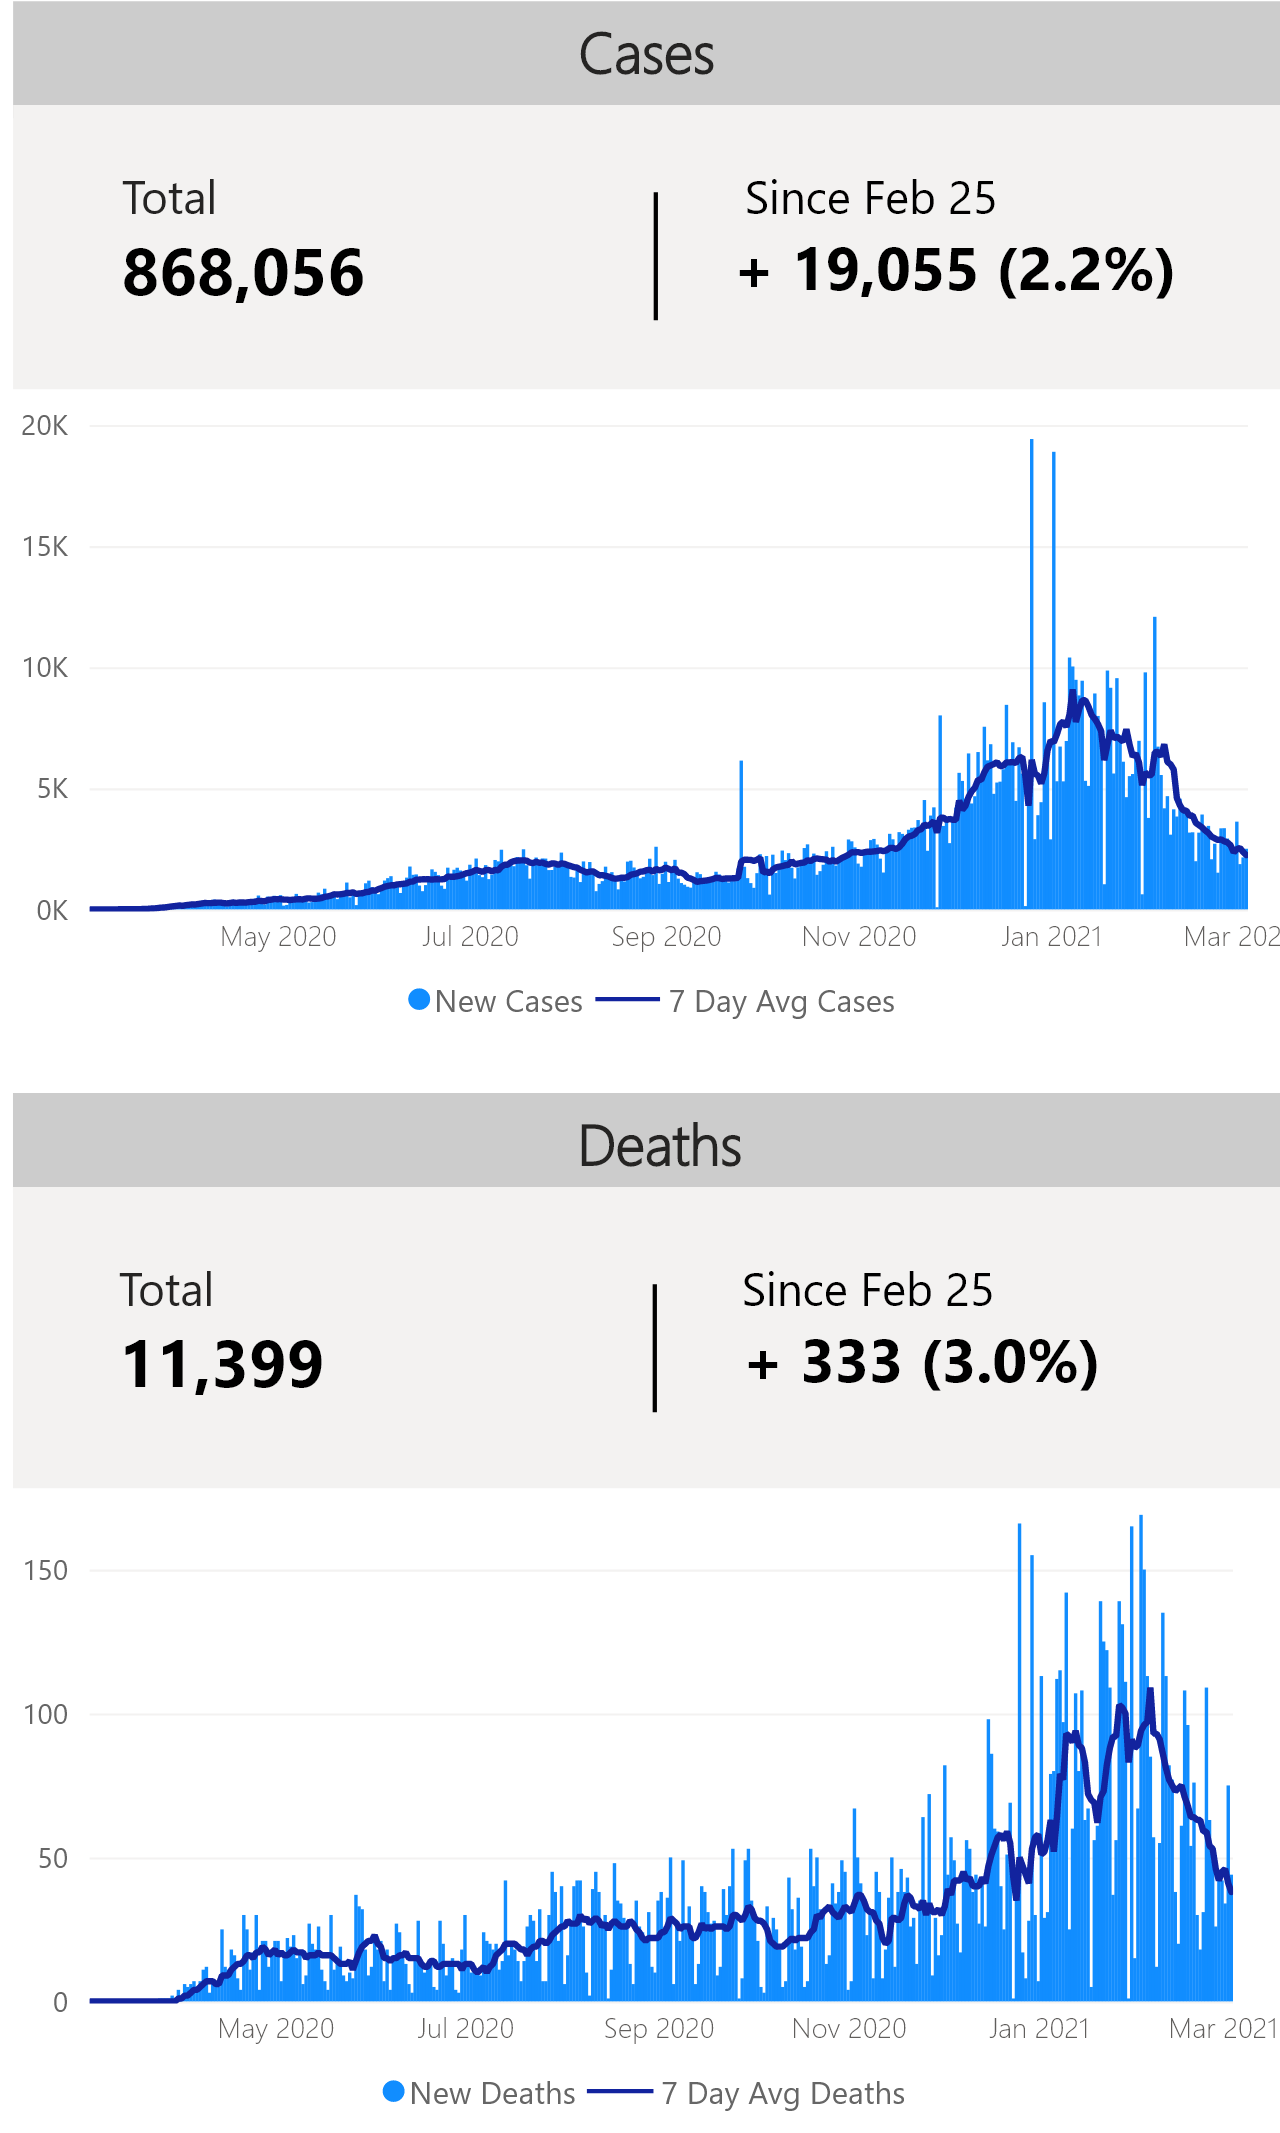 Cases
Total
Since Feb 25
868,056
+ 19,055 (2.2%)
20K
15K
10K
5K
0K
May 2020 Jul 2020 Sep 2020 Nov 2020 Jan 2021 Mar 202
New Cases 7 Day Avg Cases
Deaths
Total
Since Feb 25
11,399
+ 333 (3.0%)
150
100
50
0
May 2020 Jul 2020 Sep 2020 Nov 2020 Jan 2021 Mar 2021
New Deaths 7 Day Avg Deaths